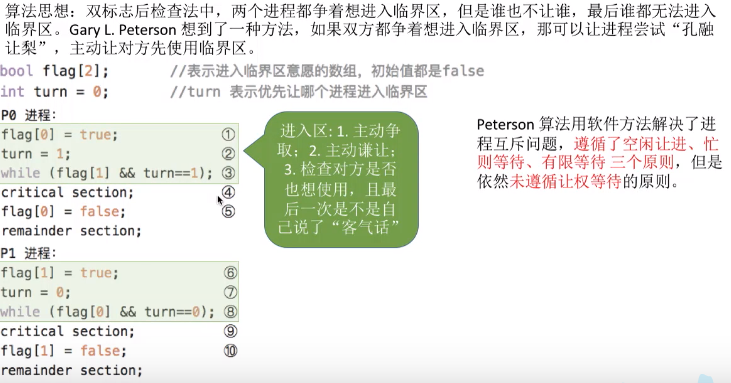 算法思想：双标志后检查法中，两个进程都争着想进入临界区，但是谁也不让谁，最后谁都无法进入
临界区。Gary L. Peterson 想到了一种方法，如果双方都争着想进入临界区，那可以让进程尝试“孔融
让梨”，主动让对方先使用临界区。
bool flag[2]; //表示进入临界区意愿的数组，初始值都是false
int turn = 0; //turn 表示优先让哪个进程进入临界区
P0 进程：
flag[0] = true; ①
turn = 1; ②
while (flag[1] && turn==1); ③
critical section; ④
flag[0] = false; ⑤
remainder section;
P1 进程：
flag[1] = true; ⑥
turn = 0; ⑦
while (flag[0] && turn==0); ⑧
critical section; ⑨
flag[1] = false; ⑩
remainder section;
进入区: 1. 主动争
取；2. 主动谦让；
3. 检查对方是否
也想使用，且最
后一次是不是自
己说了“客气话”
Peterson 算法用软件方法解决了进
程互斥问题，遵循了空闲让进、忙
则等待、有限等待 三个原则，但是
依然未遵循让权等待的原则。